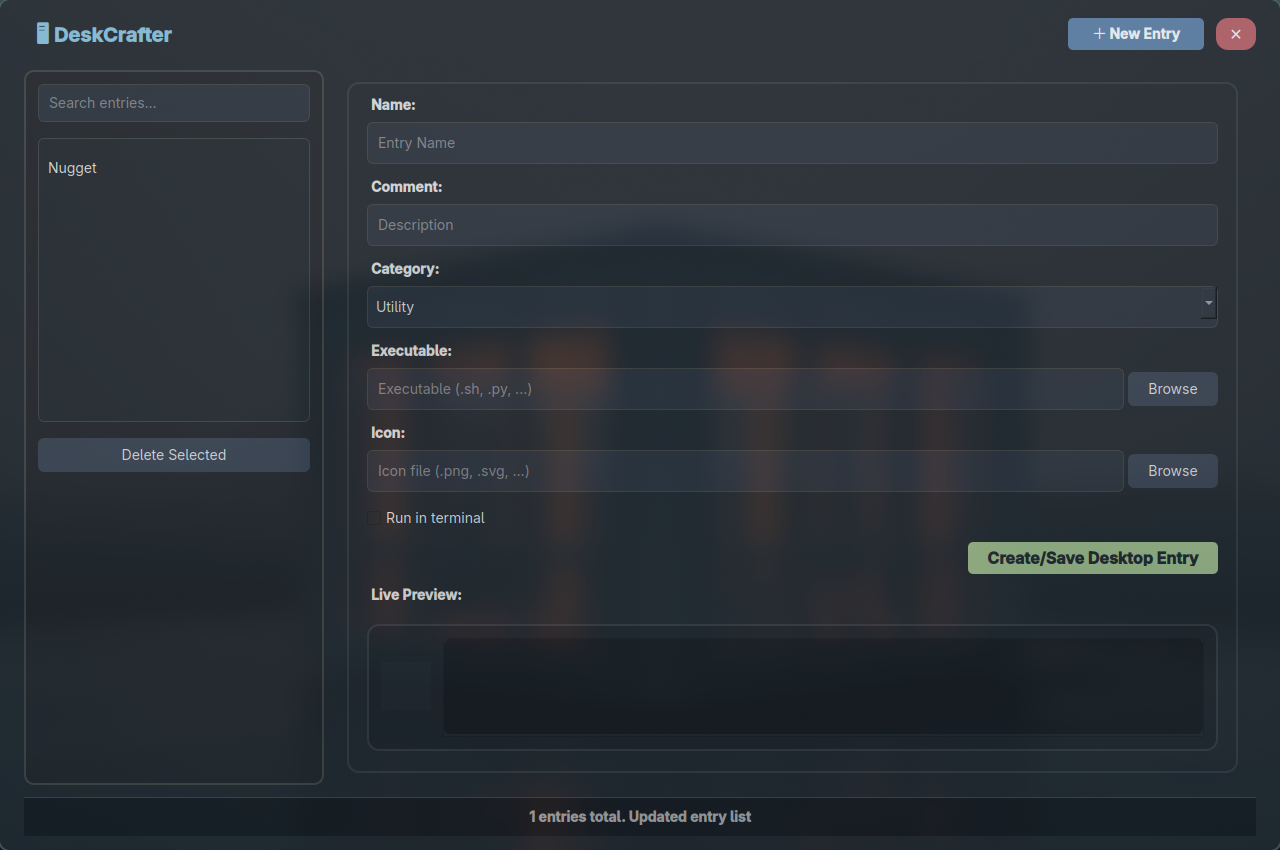 DeskCrafter
+ New Entry
×
Search entries...
Nugget
Delete Selected
Name:
Entry Name
Comment:
Description
Category:
Utility
Executable:
Executable (.sh, .py, ...)
Browse
Icon:
Icon file (.png, .svg, ...)
Browse
Run in terminal
Create/Save Desktop Entry
Live Preview:
1 entries total. Updated entry list